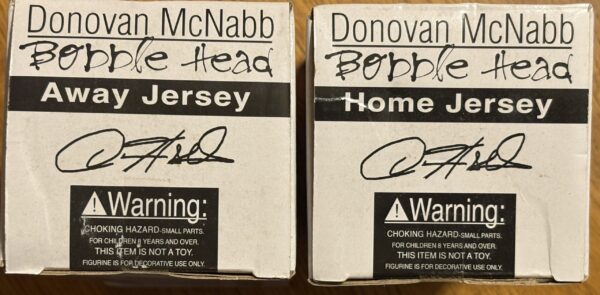 Donovan McNabb
Bobble Head
Away Jersey
⚠Warning:
CHOKING HAZARD-SMALL PARTS.
FOR CHILDREN 8 YEARS AND OVER.
THIS ITEM IS NOT A TOY.
FIGURINE IS FOR DECORATIVE USE ONLY.
Donovan McNabb
Bobble Head
Home Jersey
⚠Warning:
CHOKING HAZARD-SMALL PARTS.
FOR CHILDREN 8 YEARS AND OVER.
THIS ITEM IS NOT A TOY.
FIGURINE IS FOR DECORATIVE USE ONLY.